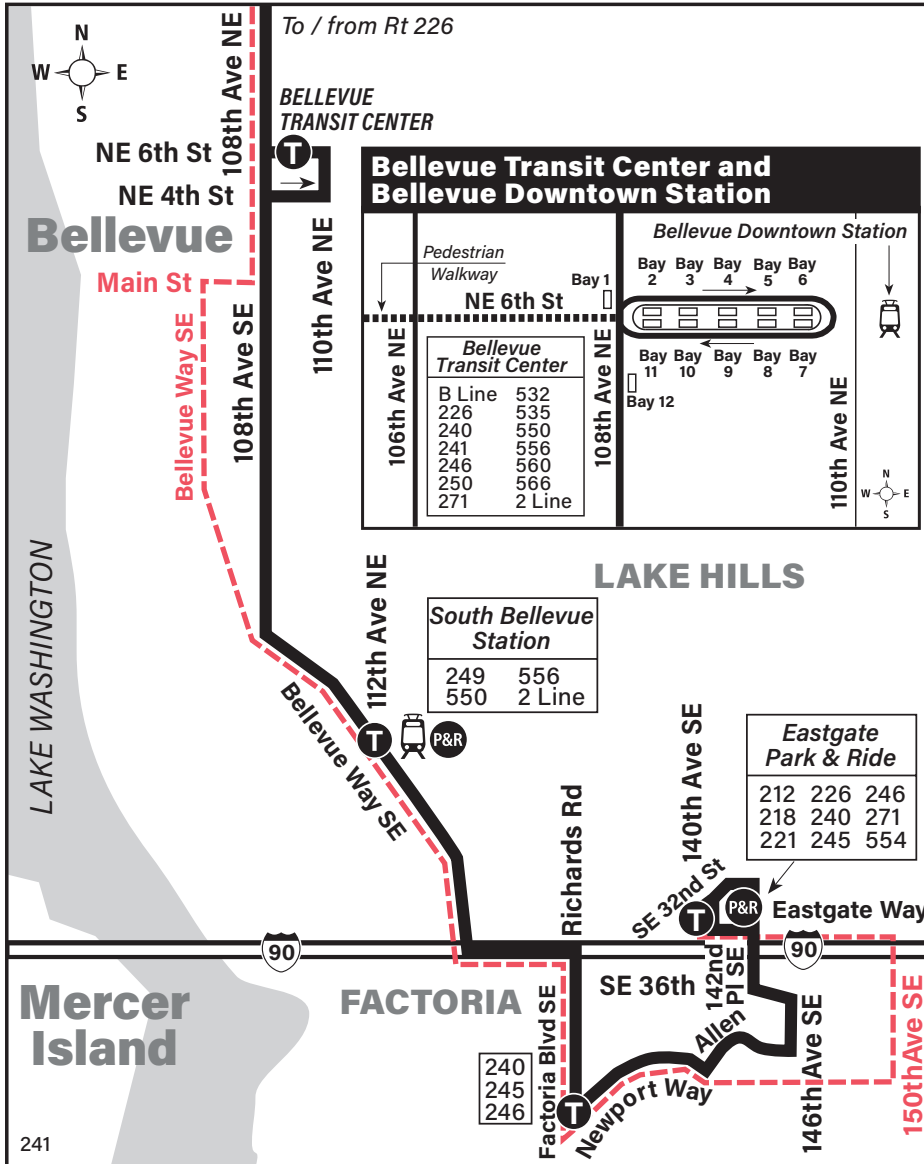 To / from Rt 226
N
W E
S
108th Ave NE
BELLEVUE
TRANSIT CENTER
NE 6th St
T
NE 4th St
Bellevue
Main St
110th Ave NE
108th Ave SE
Bellevue Way SE
Bellevue Transit Center and
Bellevue Downtown Station
Bellevue Downtown Station
Pedestrian
Walkway
NE 6th St
Bay 1
Bay
2
Bay
3
Bay
4
Bay
5
Bay
6
Bay
11
Bay
10
Bay
9
Bay
8
Bay
7
Bay 12
106th Ave NE
108th Ave NE
110th Ave NE
Bellevue
Transit Center
B Line 532
226 535
240 550
241 556
246 560
250 566
271 2 Line
N
W E
S
LAKE WASHINGTON
LAKE HILLS
112th Ave NE
South Bellevue
Station
249 556
550 2 Line
T
P&R
Bellevue Way SE
Eastgate
Park & Ride
212 226 246
218 240 271
221 245 554
140th Ave SE
Richards Rd
SE 32nd St
T
P&R
Eastgate Way
90
90
Mercer
Island
FACTORIA
SE 36th
142nd
Pl SE
Allen
Newport Way
146th Ave SE
150thAve SE
Factoria Blvd SE
240
245
246
T
241